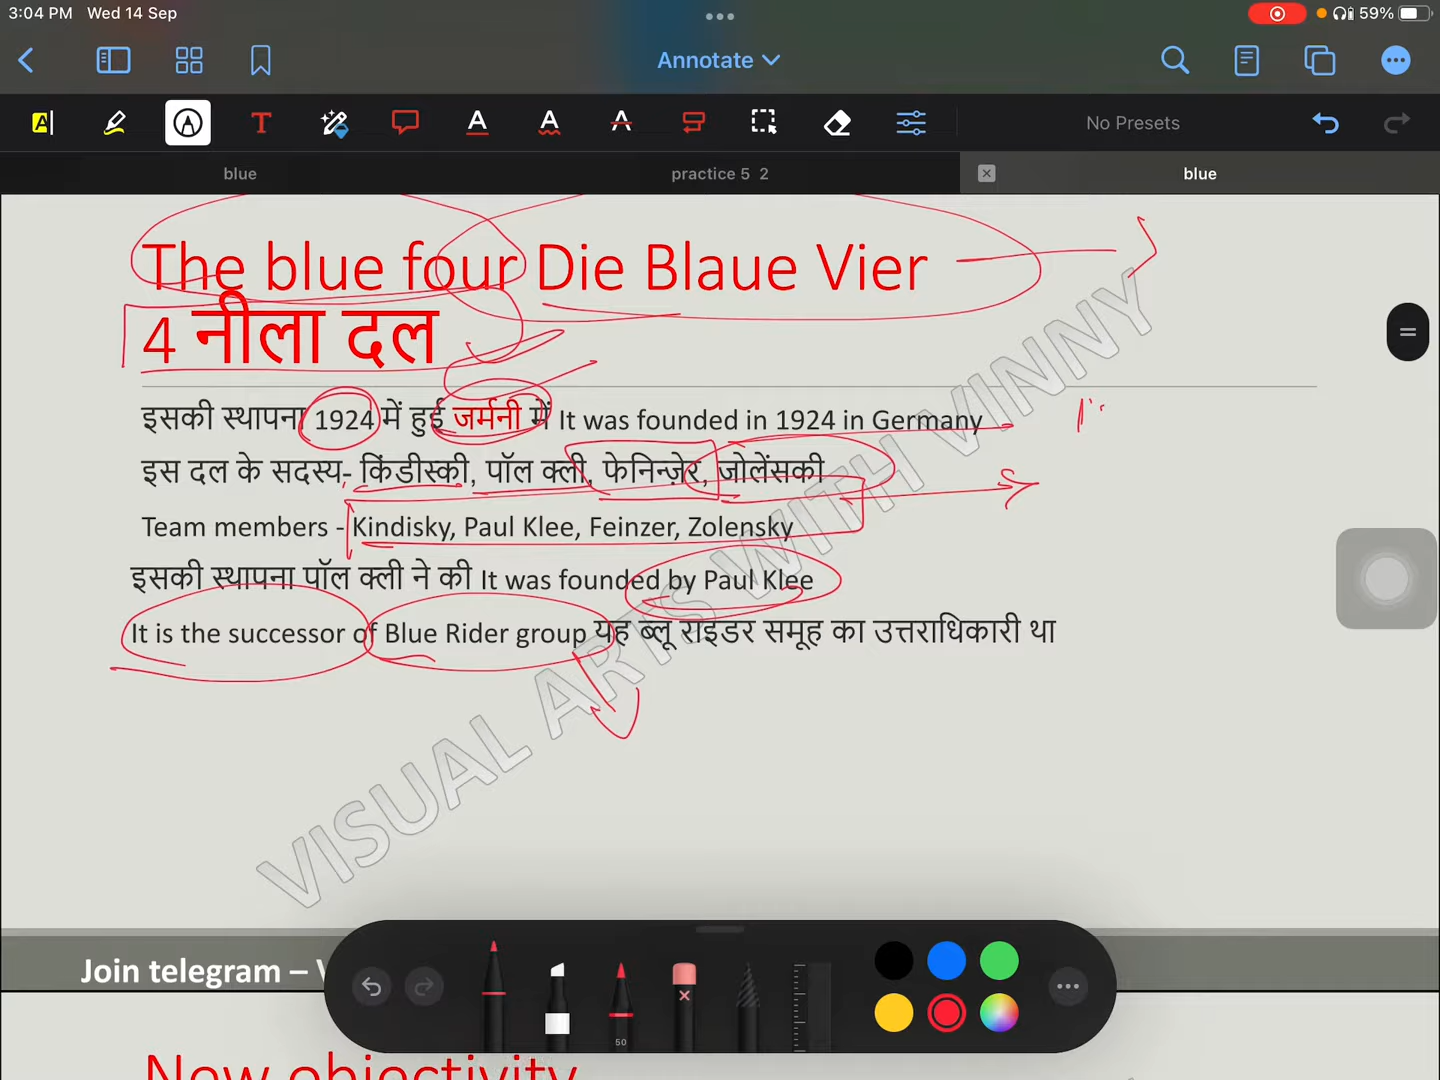 3:04 PM Wed 14 Sep
59%
Annotate
No Presets
blue
practice 5 2
blue
The blue four Die Blaue Vier
4 नीला दल
इसकी स्थापना 1924 में हुई जर्मनी में It was founded in 1924 in Germany
इस दल के सदस्य- किंडीस्की, पॉल क्ली, फेनिन्ज़ेर, जोलेंसकी
Team members - Kindisky, Paul Klee, Feinzer, Zolensky
इसकी स्थापना पॉल क्ली ने की It was founded by Paul Klee
It is the successor of Blue Rider group यह ब्लू राइडर समूह का उत्तराधिकारी था
VISUAL ARTS WITH VINNY
Join telegram –
50
New objectivity